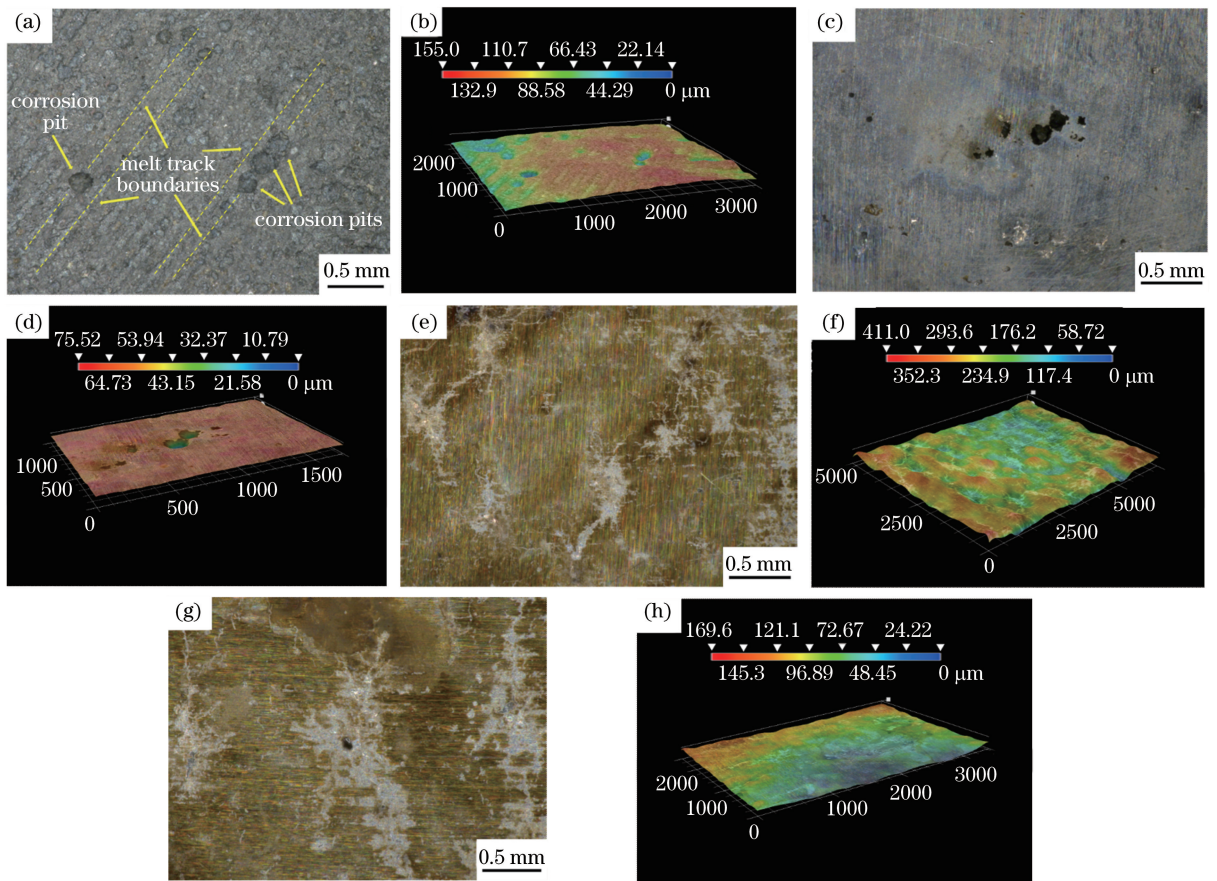 (a)
corrosion
pit
melt track
boundaries
corrosion pits
0.5 mm
(b)
155.0 110.7 66.43 22.14
132.9 88.58 44.29 0 μm
2000
1000
0
1000
2000
3000
(c)
0.5 mm
(d)
75.52 53.94 32.37 10.79
64.73 43.15 21.58 0 μm
1000
500
0
500
1000
1500
(e)
0.5 mm
(f)
411.0 293.6 176.2 58.72
352.3 234.9 117.4 0 μm
5000
2500
0
2500
5000
(g)
0.5 mm
(h)
169.6 121.1 72.67 24.22
145.3 96.89 48.45 0 μm
2000
1000
0
1000
2000
3000